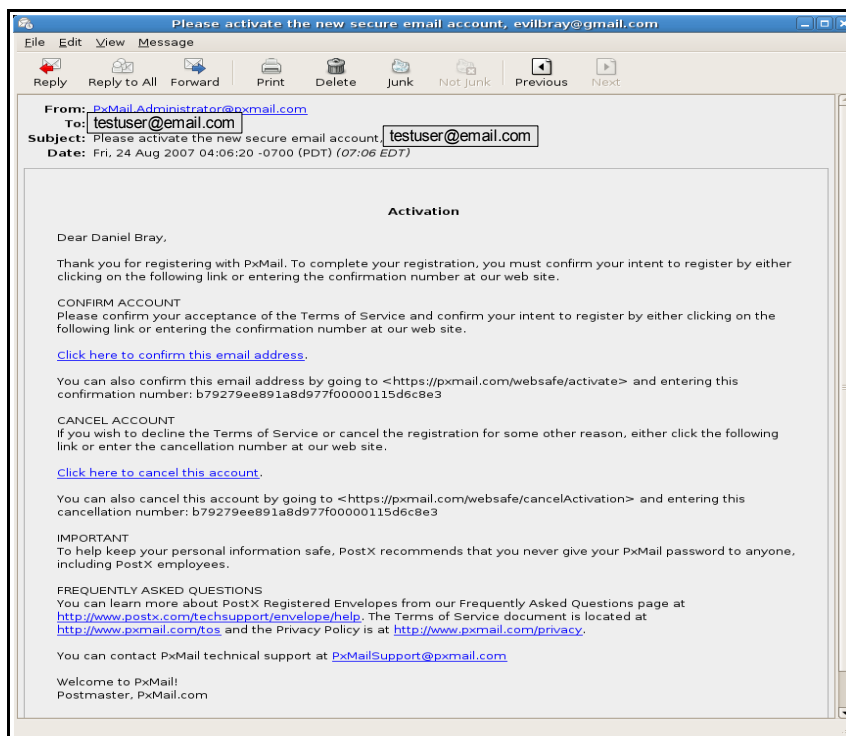 Please activate the new secure email account, evilbray@gmail.com
File Edit View Message
Reply Reply to All Forward Print Delete Junk Not Junk Previous Next
From: PxMail.Administrator@pxmail.com
To: testuser@email.com
Subject: Please activate the new secure email account, testuser@email.com
Date: Fri, 24 Aug 2007 04:06:20 -0700 (PDT) (07:06 EDT)
Activation
Dear Daniel Bray,
Thank you for registering with PxMail. To complete your registration, you must confirm your intent to register by either
clicking on the following link or entering the confirmation number at our web site.
CONFIRM ACCOUNT
Please confirm your acceptance of the Terms of Service and confirm your intent to register by either clicking on the
following link or entering the confirmation number at our web site.
Click here to confirm this email address.
You can also confirm this email address by going to <https://pxmail.com/websafe/activate> and entering this
confirmation number: b79279ee891a8d977f00000115d6c8e3
CANCEL ACCOUNT
If you wish to decline the Terms of Service or cancel the registration for some other reason, either click the following
link or enter the cancellation number at our web site.
Click here to cancel this account.
You can also cancel this account by going to <https://pxmail.com/websafe/cancelActivation> and entering this
cancellation number: b79279ee891a8d977f00000115d6c8e3
IMPORTANT
To help keep your personal information safe, PostX recommends that you never give your PxMail password to anyone,
including PostX employees.
FREQUENTLY ASKED QUESTIONS
You can learn more about PostX Registered Envelopes from our Frequently Asked Questions page at
http://www.postx.com/techsupport/envelope/help. The Terms of Service document is located at
http://www.pxmail.com/tos and the Privacy Policy is at http://www.pxmail.com/privacy.
You can contact PxMail technical support at PxMailSupport@pxmail.com
Welcome to PxMail!
Postmaster, PxMail.com